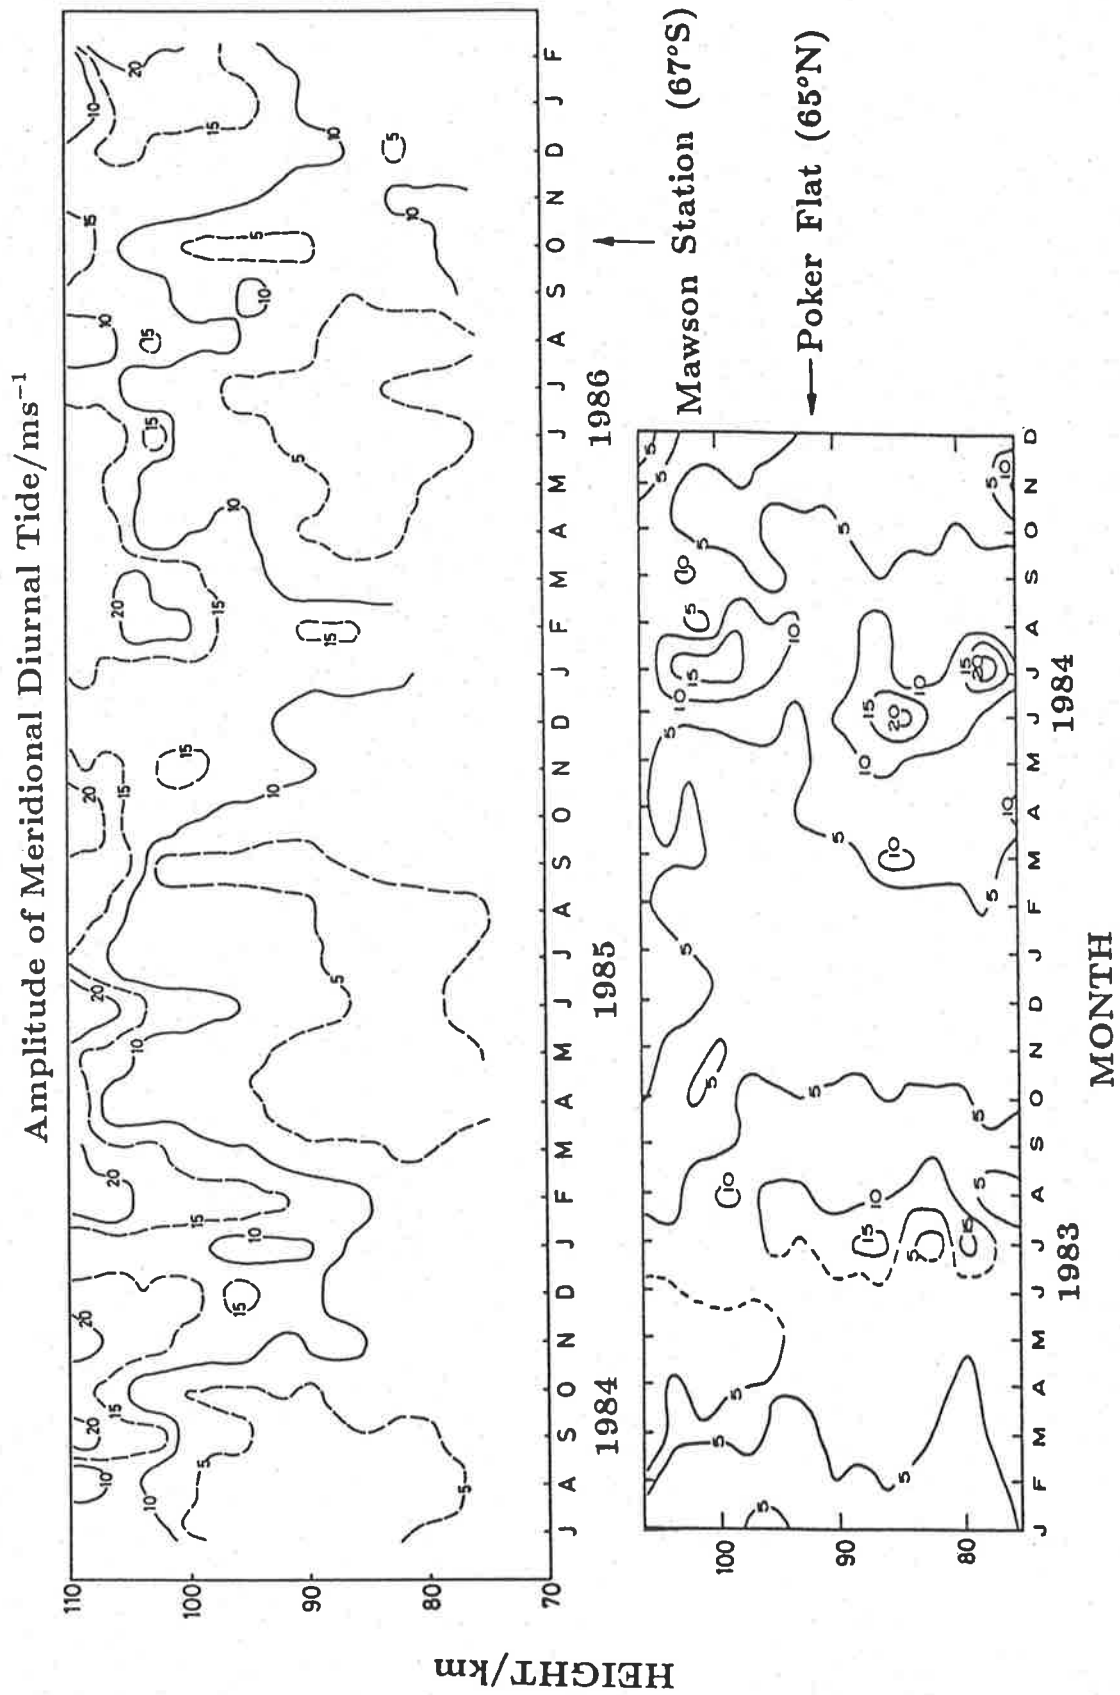 Amplitude of Meridional Diurnal Tide/ms⁻¹
110
100
90
80
70
J A S O N D J F M A M J J A S O N D J F M A M J J A S O N D J F
1984
1985
1986
Mawson Station (67°S)
Poker Flat (65°N)
100
90
80
J F M A M J J A S O N D J F M A M J J A S O N D
1983
1984
MONTH
HEIGHT/km